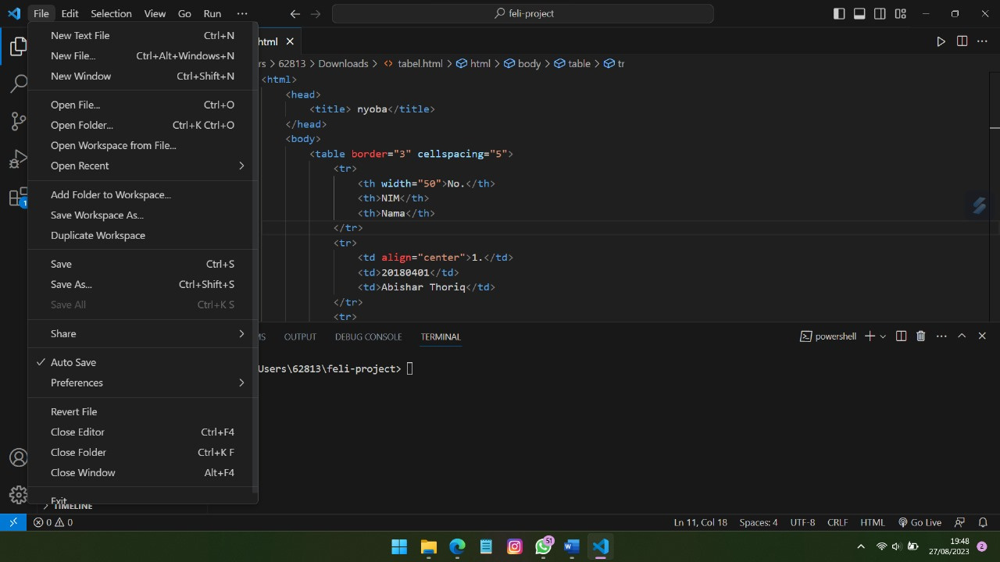 File Edit Selection View Go Run ··· feli-project
New Text File Ctrl+N
New File... Ctrl+Alt+Windows+N
New Window Ctrl+Shift+N
Open File... Ctrl+O
Open Folder... Ctrl+K Ctrl+O
Open Workspace from File...
Open Recent
Add Folder to Workspace...
Save Workspace As...
Duplicate Workspace
Save Ctrl+S
Save As... Ctrl+Shift+S
Save All Ctrl+K S
Share
Auto Save
Preferences
Revert File
Close Editor Ctrl+F4
Close Folder Ctrl+K F
Close Window Alt+F4
Exit
TIMELINE
1
html
rs > 62813 > Downloads > tabel.html > html > body > table > tr
<html>
<head>
<title> nyoba</title>
</head>
<body>
<table border="3" cellspacing="5">
<tr>
<th width="50">No.</th>
<th>NIM</th>
<th>Nama</th>
</tr>
<tr>
<td align="center">1.</td>
<td>20180401</td>
<td>Abishar Thoriq</td>
</tr>
<tr>
MS OUTPUT DEBUG CONSOLE TERMINAL powershell
Users\62813\feli-project>
0 0 Ln 11, Col 18 Spaces: 4 UTF-8 CRLF HTML Go Live
51 19:48
27/08/2023 2